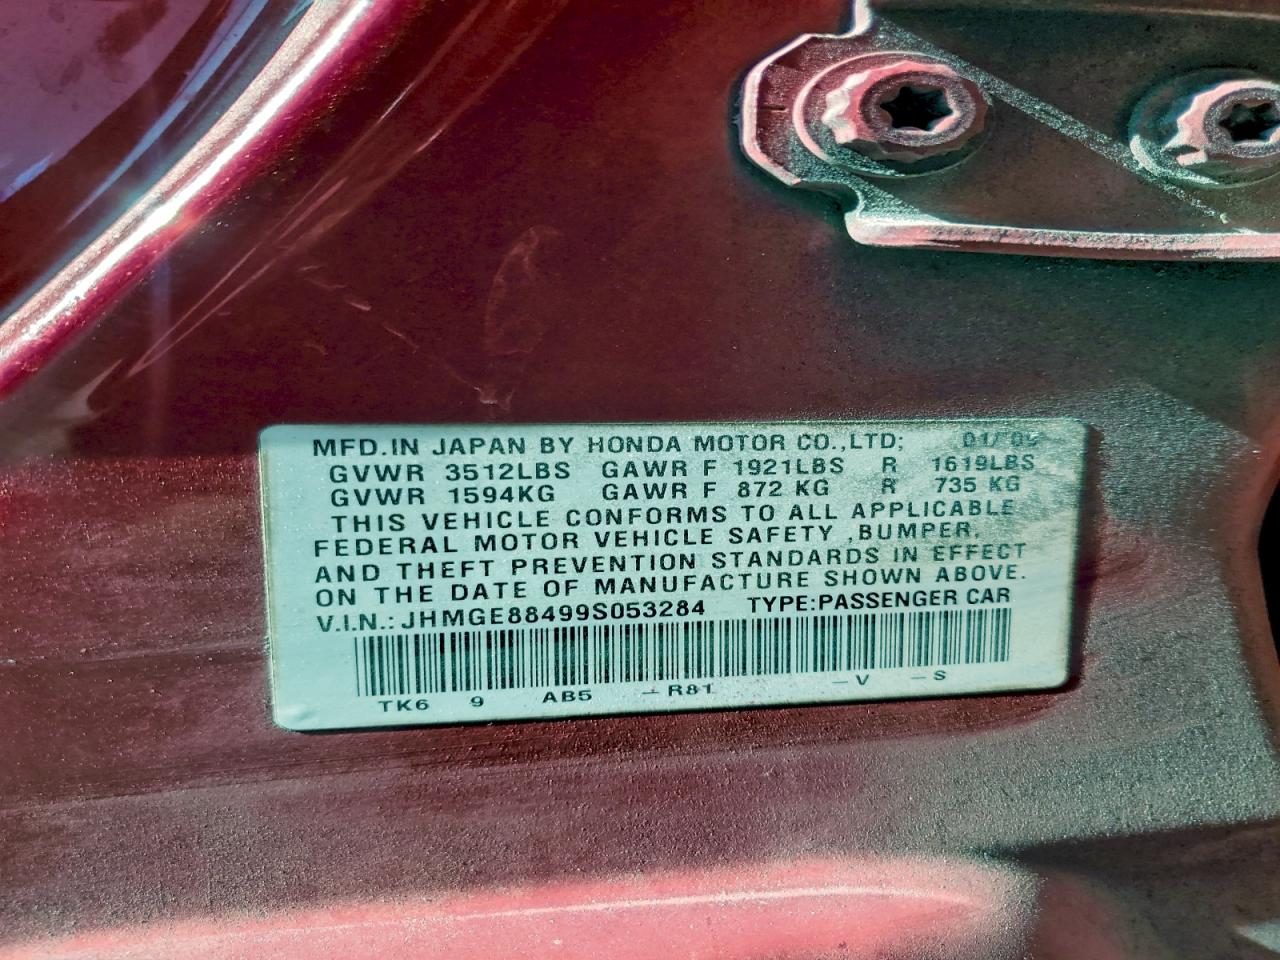 MFD.IN JAPAN BY HONDA MOTOR CO.,LTD; 01/09
GVWR 3512LBS GAWR F 1921LBS R 1619LBS
GVWR 1594KG GAWR F 872 KG R 735 KG
THIS VEHICLE CONFORMS TO ALL APPLICABLE
FEDERAL MOTOR VEHICLE SAFETY ,BUMPER,
AND THEFT PREVENTION STANDARDS IN EFFECT
ON THE DATE OF MANUFACTURE SHOWN ABOVE.
V.I.N.: JHMGE88499S053284 TYPE:PASSENGER CAR
TK6 9 AB5 – R81 – V – S